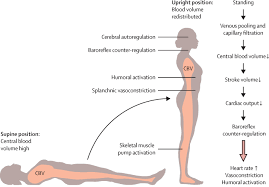 Upright position:
Blood volume
redistributed
Cerebral autoregulation
Baroreflex counter-regulation
CBV
Humoral activation
Splanchnic vasoconstriction
Skeletal muscle
pump activation
Supine position:
Central blood
volume high
CBV
Standing
Venous pooling and
capillary filtration
Central blood volume↓
Stroke volume↓
Cardiac output↓
Baroreflex
counter-regulation
Heart rate ↑
Vasoconstriction
Humoral activation